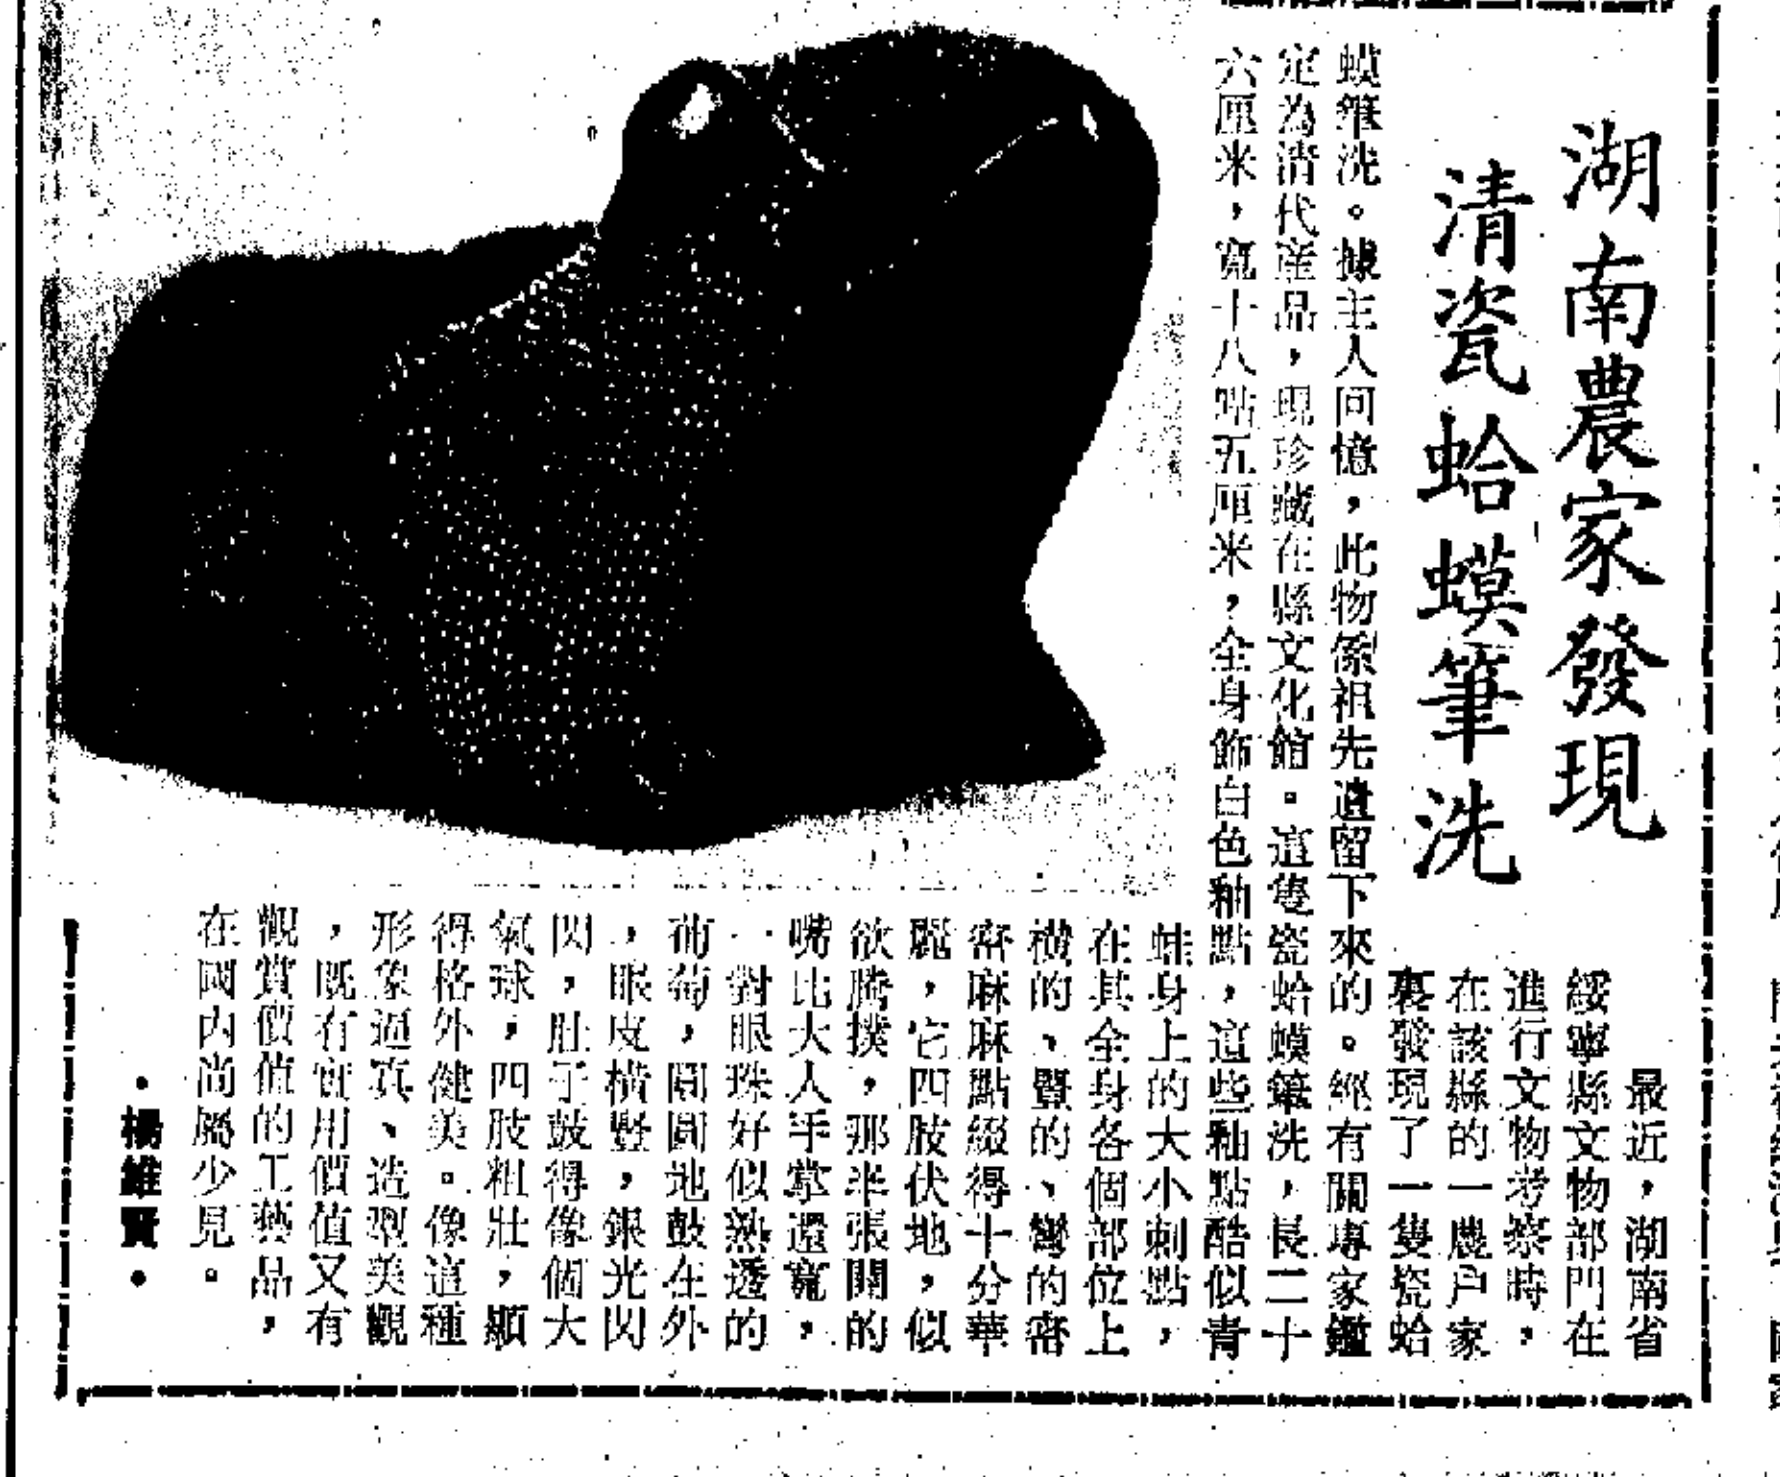 湖南農家發現
清瓷蛤蟆筆洗
最近，湖南省
綏寧縣文物部門在
進行文物考察時，
在該縣的一農戶家
裏發現了一隻瓷蛤
蟆筆洗。據主人回憶，此物係祖先遺留下來的。經有關專家鑑
定為清代産品，現珍藏在縣文化館。這隻瓷蛤蟆筆洗，長二十
六厘米，寬十八點五厘米，全身飾白色釉點，這些釉點酷似青
蛙身上的大小刺點，
在其全身各個部位上
橫的、豎的、彎的密
密麻麻點綴得十分華
麗，它四肢伏地，似
欲騰撲，那半張開的
嘴比大人手掌還寬，
一對眼珠好似熟透的
葡萄，圓圓地鼓在外
，眼皮橫豎，銀光閃
閃，肚子鼓得像個大
氣球，四肢粗壯，顯
得格外健美。像這種
形象逼真、造型美觀
，既有實用價值又有
觀賞價值的工藝品，
在國內尚屬少見。
·楊維賢·